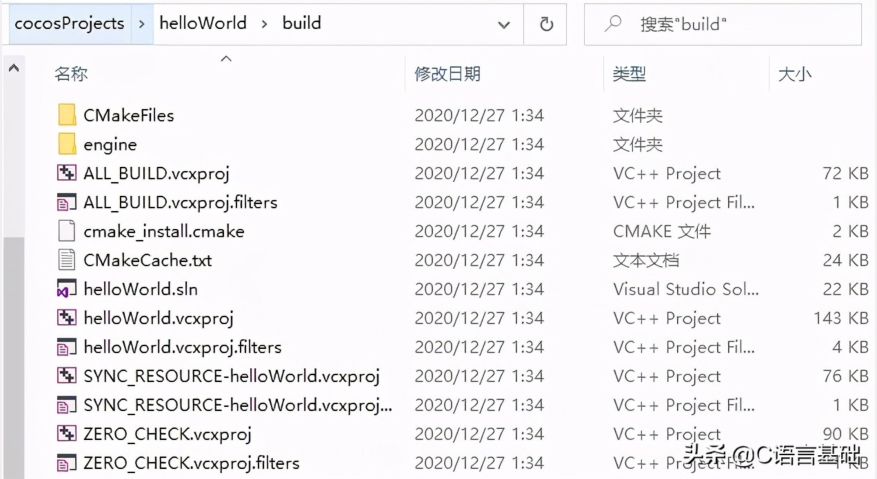 cocosProjects > helloWorld > build 搜索"build"
名称 修改日期 类型 大小
CMakeFiles 2020/12/27 1:34 文件夹
engine 2020/12/27 1:34 文件夹
ALL_BUILD.vcxproj 2020/12/27 1:34 VC++ Project 72 KB
ALL_BUILD.vcxproj.filters 2020/12/27 1:34 VC++ Project Fil... 1 KB
cmake_install.cmake 2020/12/27 1:34 CMAKE 文件 2 KB
CMakeCache.txt 2020/12/27 1:34 文本文档 24 KB
helloWorld.sln 2020/12/27 1:34 Visual Studio Sol... 22 KB
helloWorld.vcxproj 2020/12/27 1:34 VC++ Project 143 KB
helloWorld.vcxproj.filters 2020/12/27 1:34 VC++ Project Fil... 4 KB
SYNC_RESOURCE-helloWorld.vcxproj 2020/12/27 1:34 VC++ Project 76 KB
SYNC_RESOURCE-helloWorld.vcxproj... 2020/12/27 1:34 VC++ Project Fil... 1 KB
ZERO_CHECK.vcxproj 2020/12/27 1:34 VC++ Project 90 KB
ZERO_CHECK.vcxproj.filters 2020/12/27 1:34 VC++ Project Fil... 1 KB
头条 @C语言基础